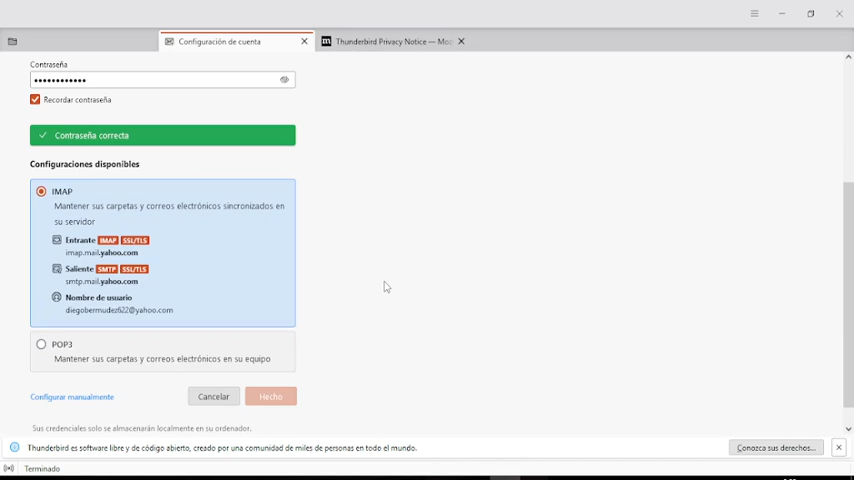 Configuración de cuenta
Thunderbird Privacy Notice — Moz
Contraseña
••••••••••••
Recordar contraseña
Contraseña correcta
Configuraciones disponibles
IMAP
Mantener sus carpetas y correos electrónicos sincronizados en
su servidor
Entrante IMAP SSL/TLS
imap.mail.yahoo.com
Saliente SMTP SSL/TLS
smtp.mail.yahoo.com
Nombre de usuario
diegobermudez622@yahoo.com
POP3
Mantener sus carpetas y correos electrónicos en su equipo
Configurar manualmente
Cancelar
Hecho
Sus credenciales solo se almacenarán localmente en su ordenador.
Thunderbird es software libre y de código abierto, creado por una comunidad de miles de personas en todo el mundo.
Conozca sus derechos...
Terminado